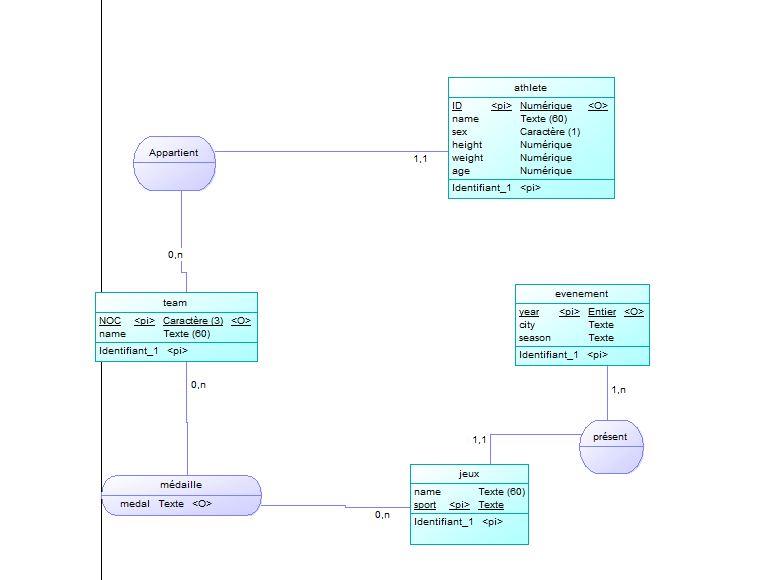 athlete
ID <pi> Numérique <O>
name Texte (60)
sex Caractère (1)
height Numérique
weight Numérique
age Numérique
Identifiant_1 <pi>
Appartient
1,1
0,n
team
NOC <pi> Caractère (3) <O>
name Texte (60)
Identifiant_1 <pi>
evenement
year <pi> Entier <O>
city Texte
season Texte
Identifiant_1 <pi>
0,n
1,n
présent
1,1
médaille
medal Texte <O>
0,n
jeux
name Texte (60)
sport <pi> Texte
Identifiant_1 <pi>